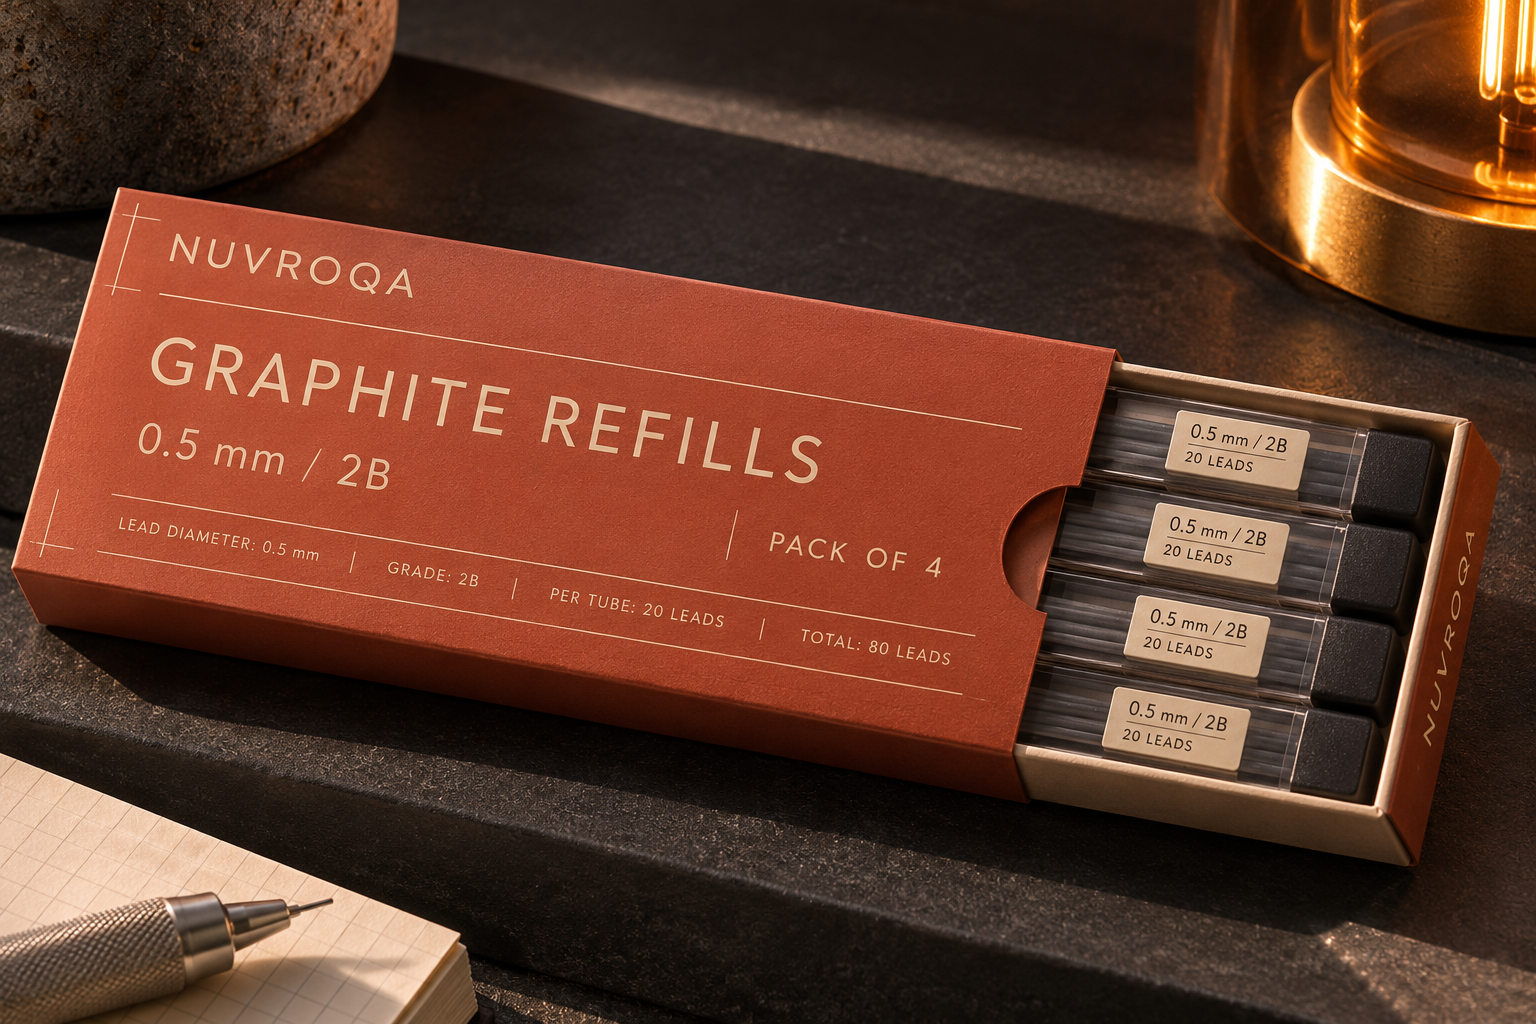 NUVROQA
GRAPHITE REFILLS
0.5 mm / 2B
PACK OF 4
LEAD DIAMETER: 0.5 mm | GRADE: 2B | PER TUBE: 20 LEADS | TOTAL: 80 LEADS
0.5 mm / 2B
20 LEADS
0.5 mm / 2B
20 LEADS
0.5 mm / 2B
20 LEADS
0.5 mm / 2B
20 LEADS
NUVROQA